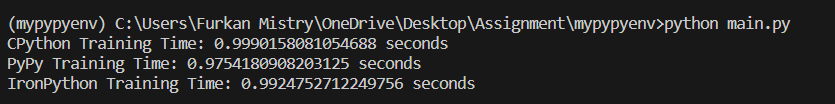 (mypypyenv) C:\Users\Furkan Mistry\OneDrive\Desktop\Assignment\mypypyenv>python main.py
CPython Training Time: 0.9990158081054688 seconds
PyPy Training Time: 0.9754180908203125 seconds
IronPython Training Time: 0.9924752712249756 seconds